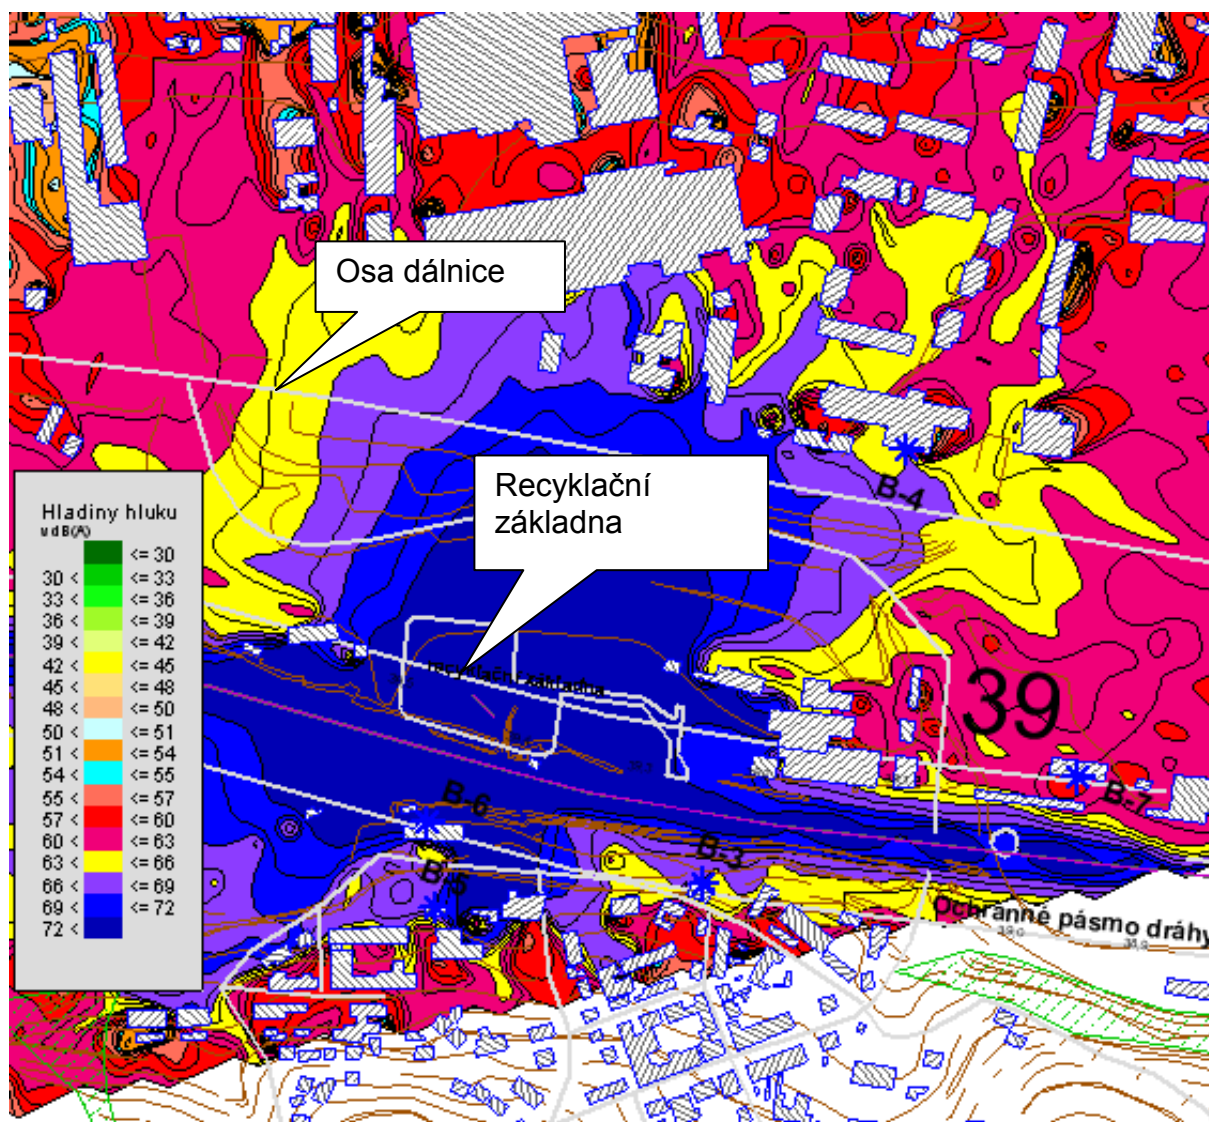 Osa dálnice
Recyklační
základna
B-4
Hladiny hluku
v dB(A)
<= 30
30 < <= 33
33 < <= 36
36 < <= 39
39 < <= 42
42 < <= 45
45 < <= 48
48 < <= 50
50 < <= 51
51 < <= 54
54 < <= 55
55 < <= 57
57 < <= 60
60 < <= 63
63 < <= 66
66 < <= 69
69 < <= 72
72 <
recyklační základna
39
B-7
B-6
B-3
B-5
Ochranné pásmo dráhy